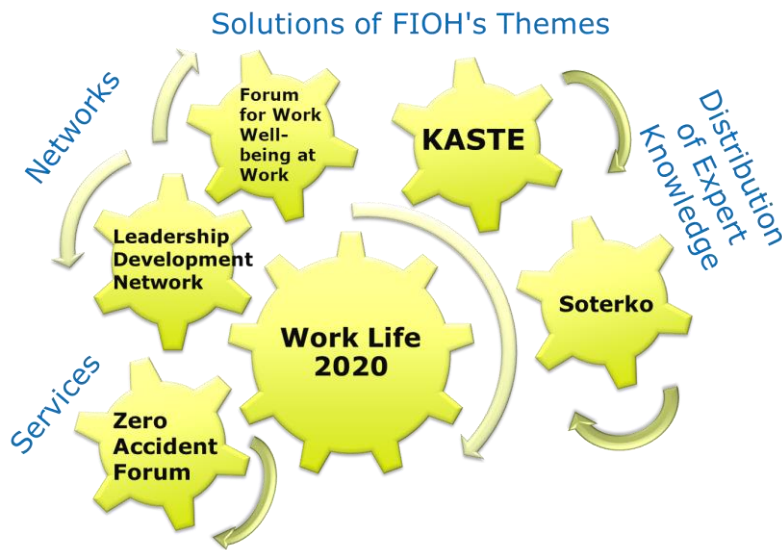 Solutions of FIOH's Themes
Networks
Forum
for Work
Well-
being at
Work
KASTE
Distribution
of Expert
Knowledge
Leadership
Development
Network
Work Life
2020
Soterko
Services
Zero
Accident
Forum